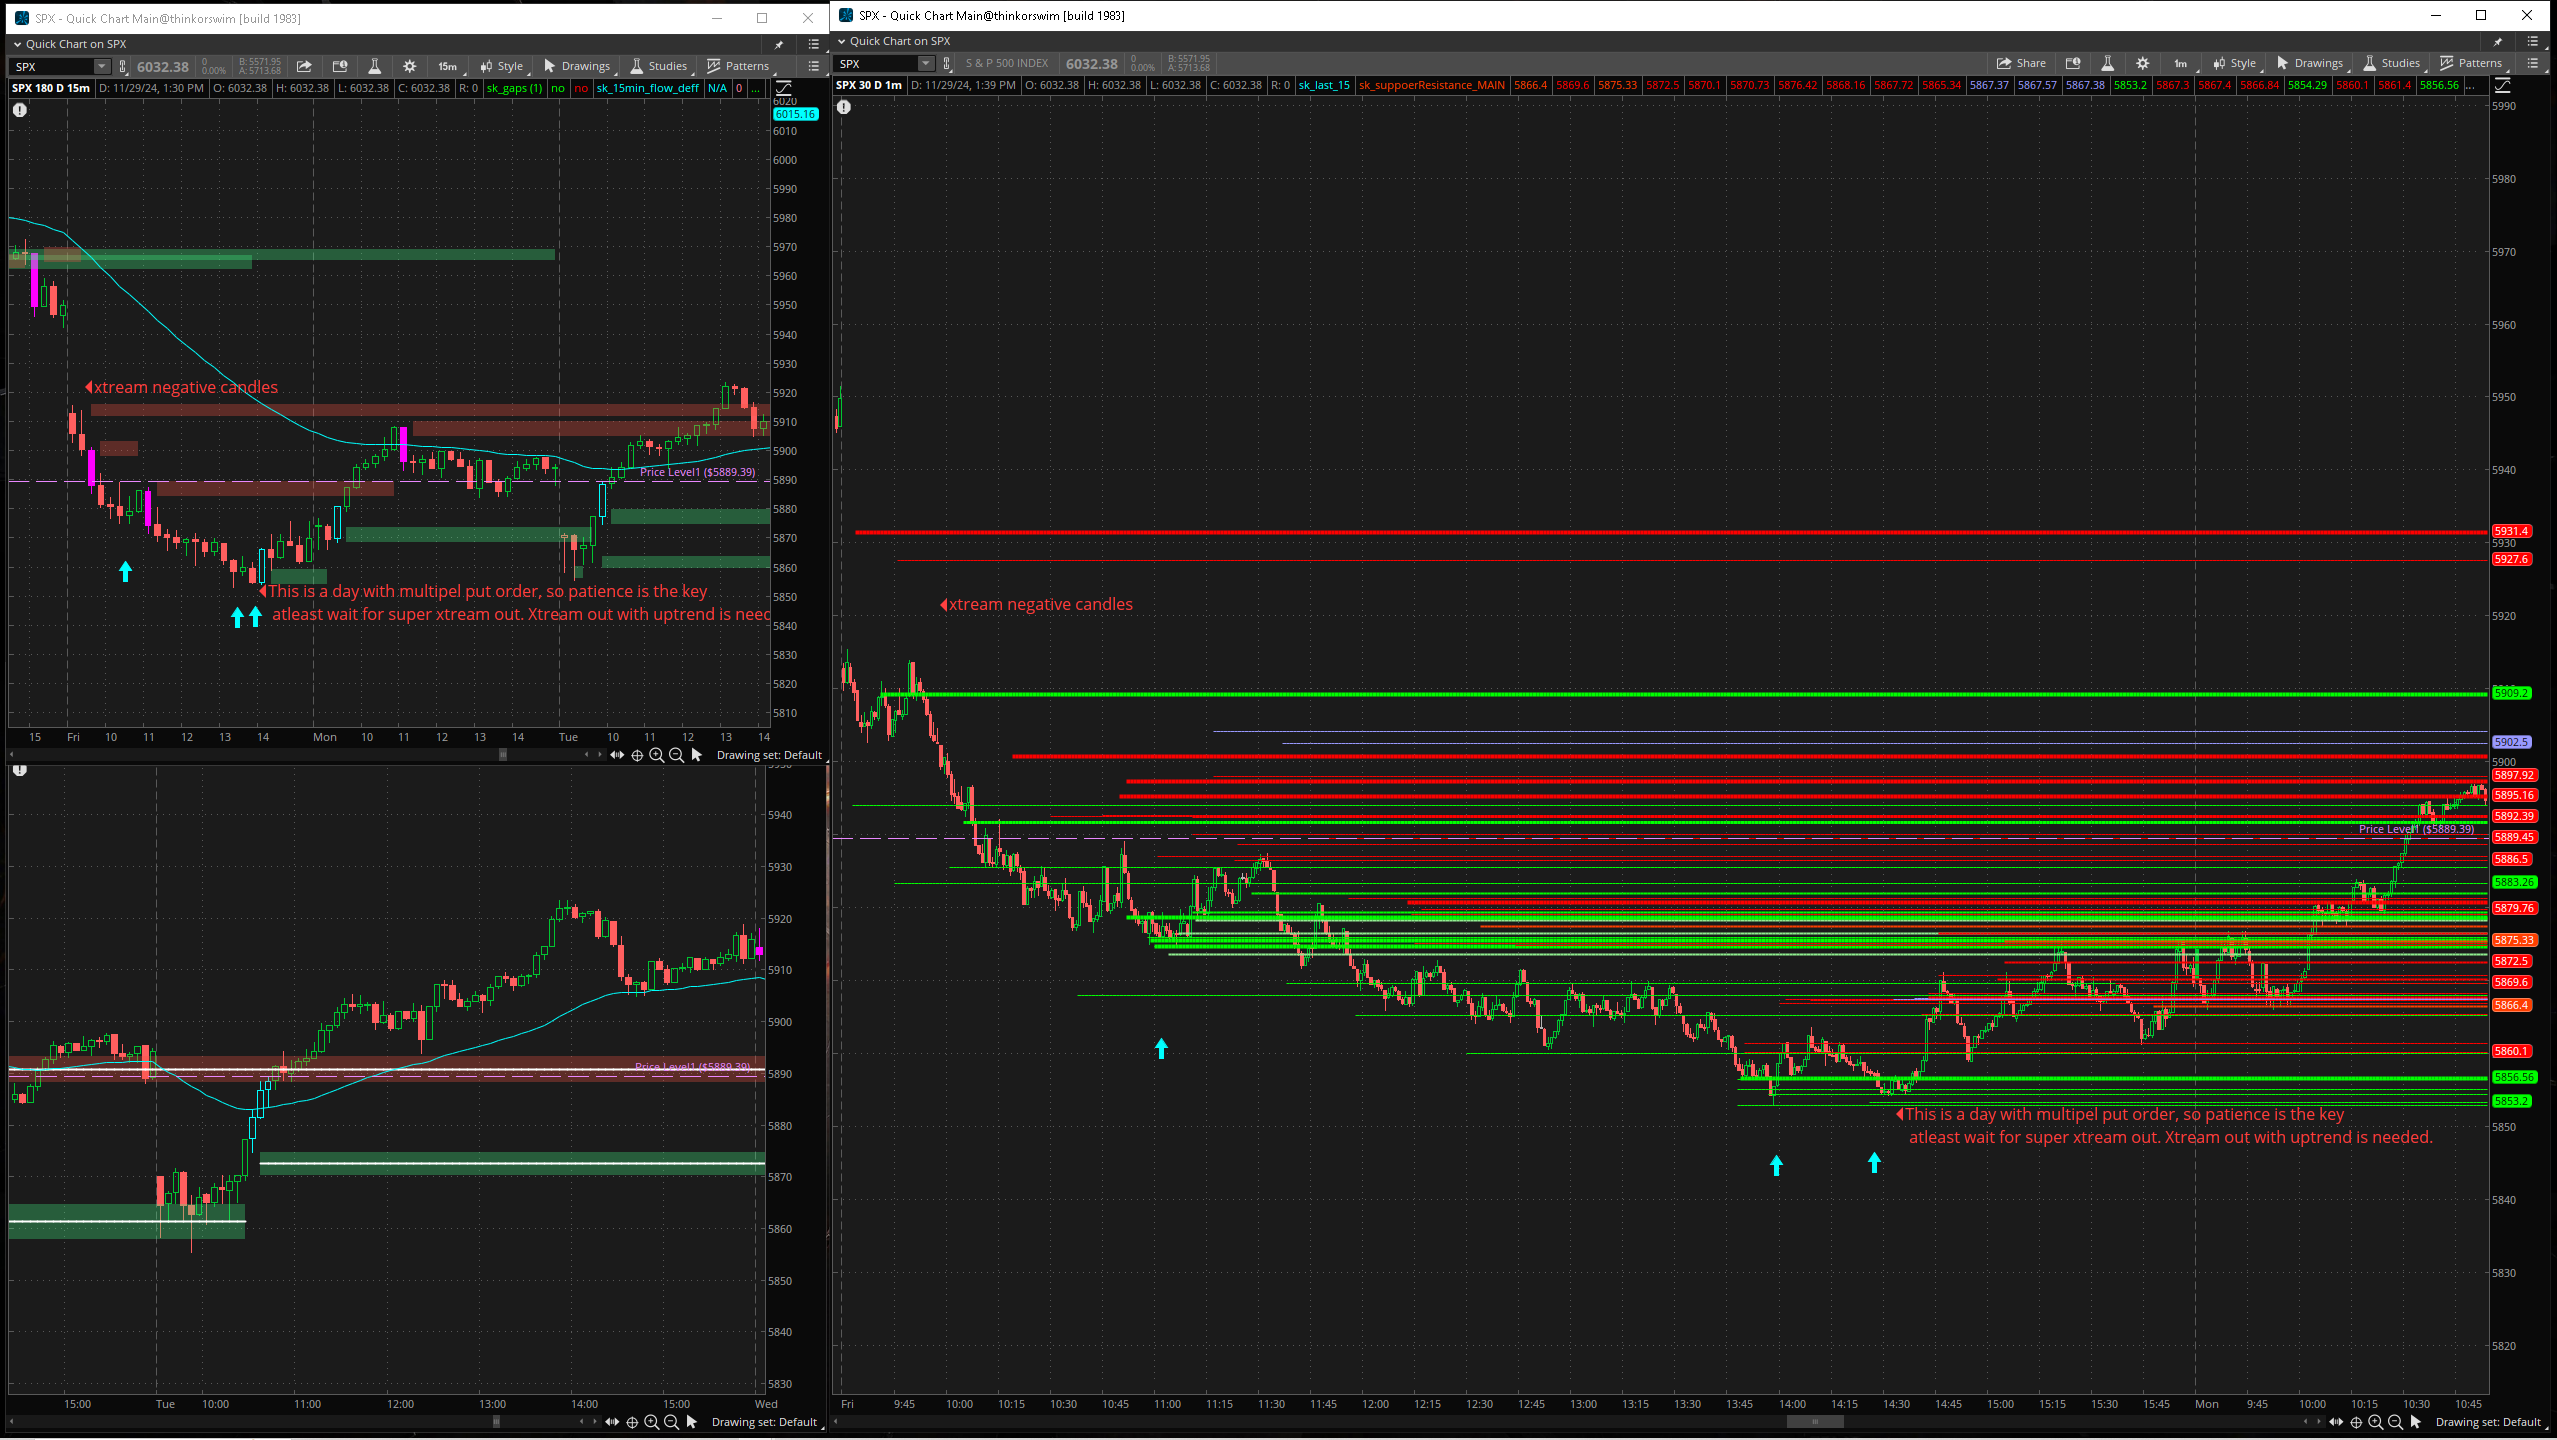 SPX - Quick Chart Main@thinkorswim [build 1983]
Quick Chart on SPX
SPX 6032.38 0 0.00% B: 5571.95 A: 5713.68 15m Style Drawings Studies Patterns
SPX 180 D 15m D: 11/29/24, 1:30 PM O: 6032.38 H: 6032.38 L: 6032.38 C: 6032.38 R: 0 sk_gaps (1) no no sk_15min_flow_deff N/A 0 ...
6020
6015.16
6010
6000
5990
5980
5970
5960
5950
5940
5930
xtream negative candles
5920
5910
5900
Price Level1 ($5889.39)
5890
5880
5870
5860
This is a day with multipel put order, so patience is the key
5850
atleast wait for super xtream out. Xtream out with uptrend is need
5840
5830
5820
5810
15 Fri 10 11 12 13 14 Mon 10 11 12 13 14 Tue 10 11 12 13 14
Drawing set: Default
5940
5930
5920
5910
5900
Price Level1 ($5889.39)
5890
5880
5870
5860
5850
5840
5830
15:00 Tue 10:00 11:00 12:00 13:00 14:00 15:00 Wed
Drawing set: Default
SPX - Quick Chart Main@thinkorswim [build 1983]
Quick Chart on SPX
SPX S & P 500 INDEX 6032.38 0 0.00% B: 5571.95 A: 5713.68 Share 1m Style Drawings Studies Patterns
SPX 30 D 1m D: 11/29/24, 1:39 PM O: 6032.38 H: 6032.38 L: 6032.38 C: 6032.38 R: 0 sk_last_15 sk_suppoerResistance_MAIN 5866.4 5869.6 5875.33 5872.5 5870.1 5870.73 5876.42 5868.16 5867.72 5865.34 5867.37 5867.57 5867.38 5853.2 5867.3 5867.4 5866.84 5854.29 5860.1 5861.4 5856.56 ...
5990
5980
5970
5960
5950
5940
5931.4
5930
5927.6
xtream negative candles
5920
5909.2
5902.5
5900
5897.92
5895.16
5892.39
Price Level1 ($5889.39)
5889.45
5886.5
5883.26
5879.76
5875.33
5872.5
5869.6
5866.4
5860.1
5856.56
5853.2
This is a day with multipel put order, so patience is the key
5850
atleast wait for super xtream out. Xtream out with uptrend is needed.
5840
5830
5820
Fri 9:45 10:00 10:15 10:30 10:45 11:00 11:15 11:30 11:45 12:00 12:15 12:30 12:45 13:00 13:15 13:30 13:45 14:00 14:15 14:30 14:45 15:00 15:15 15:30 15:45 Mon 9:45 10:00 10:15 10:30 10:45
Drawing set: Default